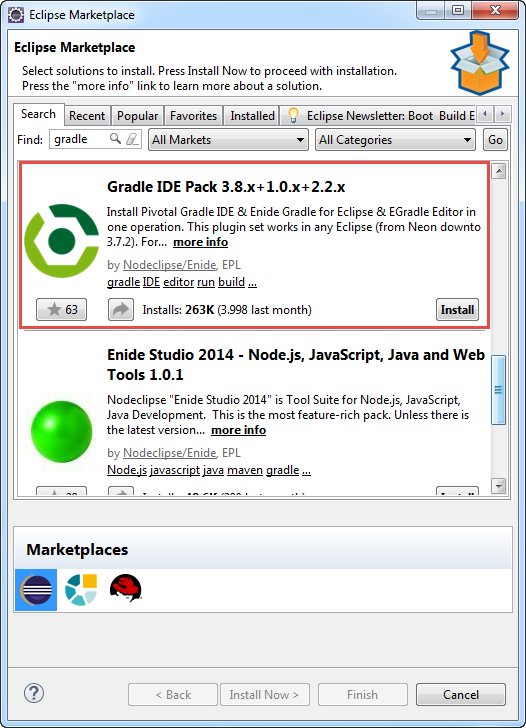 Eclipse Marketplace
Eclipse Marketplace
Select solutions to install. Press Install Now to proceed with installation.
Press the "more info" link to learn more about a solution.
Search Recent Popular Favorites Installed Eclipse Newsletter: Boot Build E
Find: gradle All Markets All Categories Go
Gradle IDE Pack 3.8.x+1.0.x+2.2.x
Install Pivotal Gradle IDE & Enide Gradle for Eclipse & EGradle Editor in
one operation. This plugin set works in any Eclipse (from Neon downto
3.7.2). For... more info
by Nodeclipse/Enide, EPL
gradle IDE editor run build ...
63 Installs: 263K (3.998 last month) Install
Enide Studio 2014 - Node.js, JavaScript, Java and Web
Tools 1.0.1
Nodeclipse "Enide Studio 2014" is Tool Suite for Node.js, JavaScript,
Java Development. This is the most feature-rich pack. Unless there is
the latest version... more info
by Nodeclipse/Enide, EPL
Node.js javascript java maven gradle ...
Install
Marketplaces
? < Back Install Now > Finish Cancel